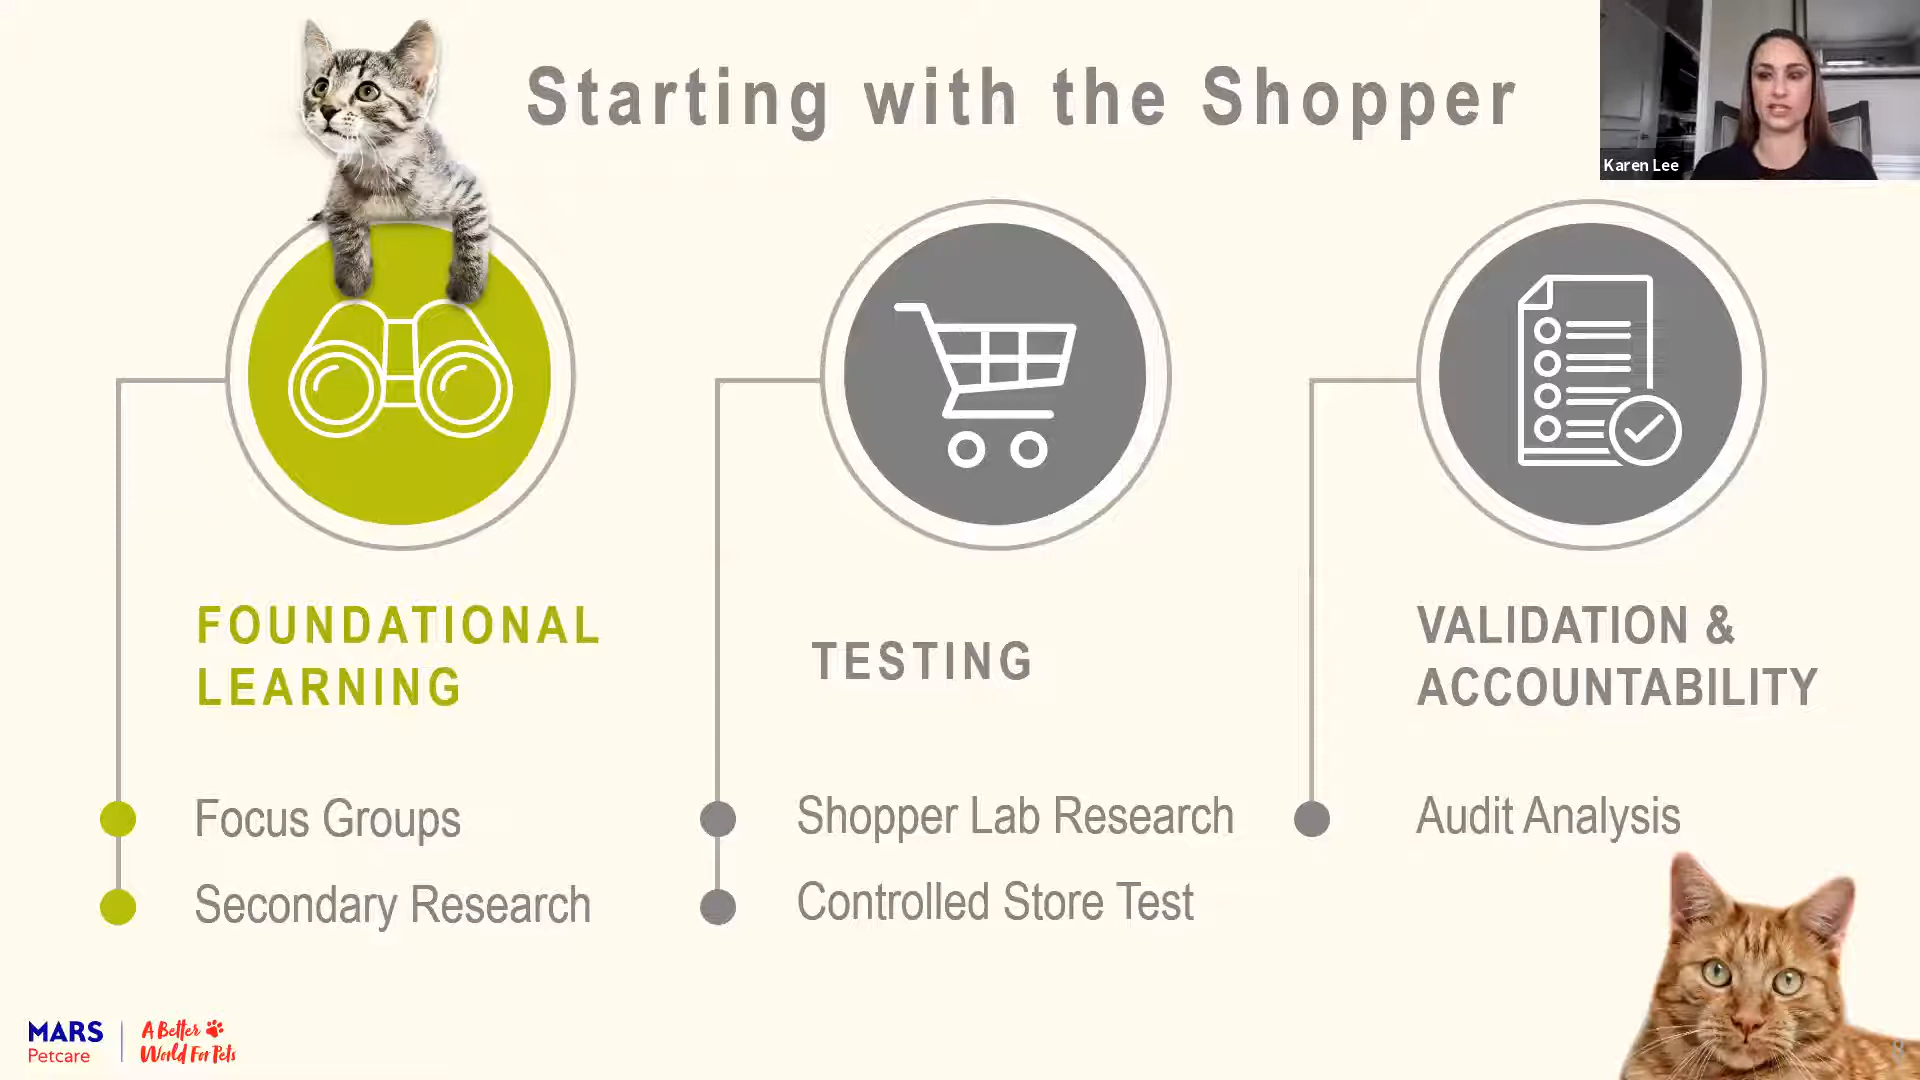 Starting with the Shopper
Karen Lee
FOUNDATIONAL
LEARNING
Focus Groups
Secondary Research
TESTING
Shopper Lab Research
Controlled Store Test
VALIDATION &
ACCOUNTABILITY
Audit Analysis
MARS
Petcare
A Better
World For Pets
8